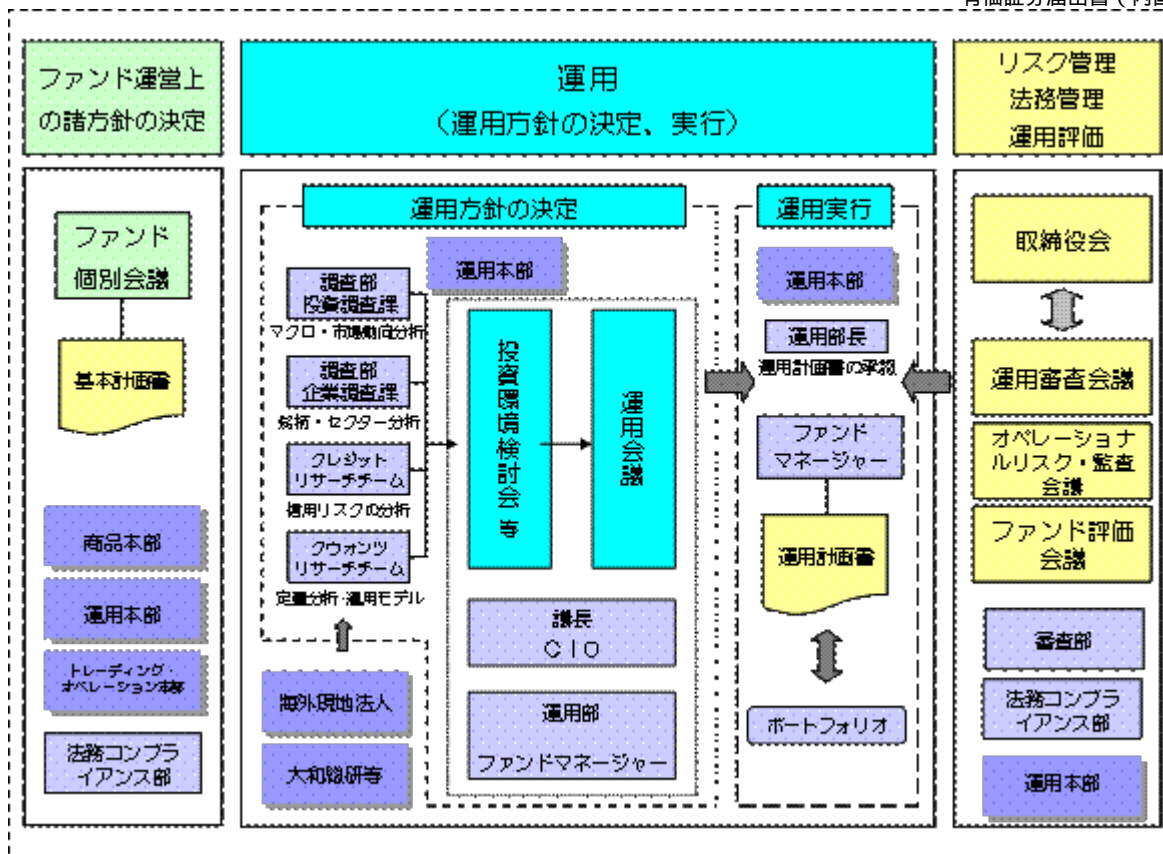 有価証券届出書(内国
ファンド運営上
の諸方針の決定
運用
(運用方針の決定、実行)
リスク管理
法務管理
運用評価
ファンド
個別会議
基本計画書
商品本部
運用本部
トレーディング・
オペレーション本部
法務コンプラ
イアンス部
運用方針の決定
運用本部
調査部
投資調査課
マクロ・市場動向分析
調査部
企業調査課
銘柄・セクター分析
クレジット
リサーチチーム
信用リスクの分析
クウォンツ
リサーチチーム
定量分析・運用モデル
海外現地法人
大和総研等
投資環境検討会 等
運用会議
議長
CIO
運用部
ファンドマネージャー
運用実行
運用本部
運用部長
運用計画書の承認
ファンド
マネージャー
運用計画書
ポートフォリオ
取締役会
運用審査会議
オペレーショナ
ルリスク・監査
会議
ファンド評価
会議
審査部
法務コンプラ
イアンス部
運用本部